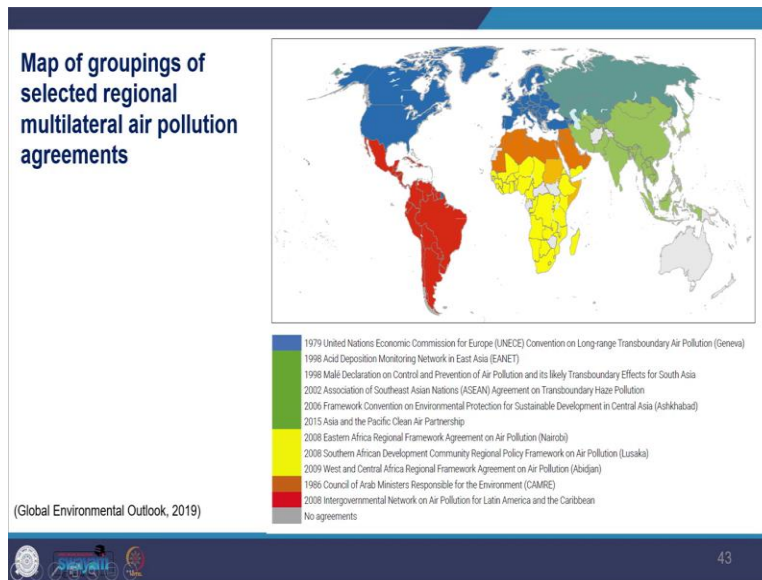 Map of groupings of
selected regional
multilateral air pollution
agreements
1979 United Nations Economic Commission for Europe (UNECE) Convention on Long-range Transboundary Air Pollution (Geneva)
1998 Acid Deposition Monitoring Network in East Asia (EANET)
1998 Malé Declaration on Control and Prevention of Air Pollution and its likely Transboundary Effects for South Asia
2002 Association of Southeast Asian Nations (ASEAN) Agreement on Transboundary Haze Pollution
2006 Framework Convention on Environmental Protection for Sustainable Development in Central Asia (Ashkhabad)
2015 Asia and the Pacific Clean Air Partnership
2008 Eastern Africa Regional Framework Agreement on Air Pollution (Nairobi)
2008 Southern African Development Community Regional Policy Framework on Air Pollution (Lusaka)
2009 West and Central Africa Regional Framework Agreement on Air Pollution (Abidjan)
1986 Council of Arab Ministers Responsible for the Environment (CAMRE)
2008 Intergovernmental Network on Air Pollution for Latin America and the Caribbean
No agreements
(Global Environmental Outlook, 2019)
swayam
43